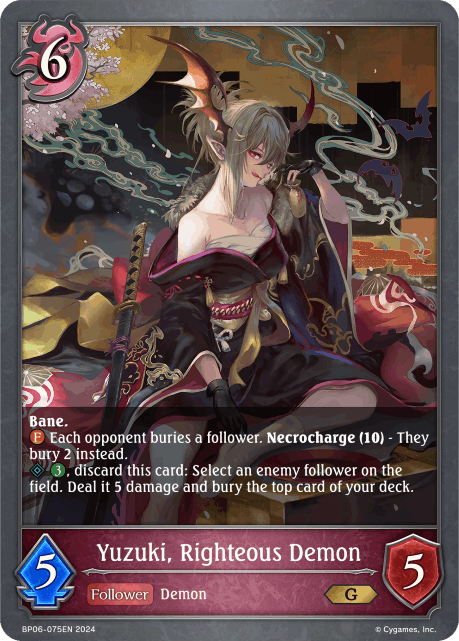 6
Bane.
F Each opponent buries a follower. Necrocharge (10) - They
bury 2 instead.
3, discard this card: Select an enemy follower on the
field. Deal it 5 damage and bury the top card of your deck.
Yuzuki, Righteous Demon
5
Follower Demon
G
5
BP06-075EN 2024
© Cygames, Inc.